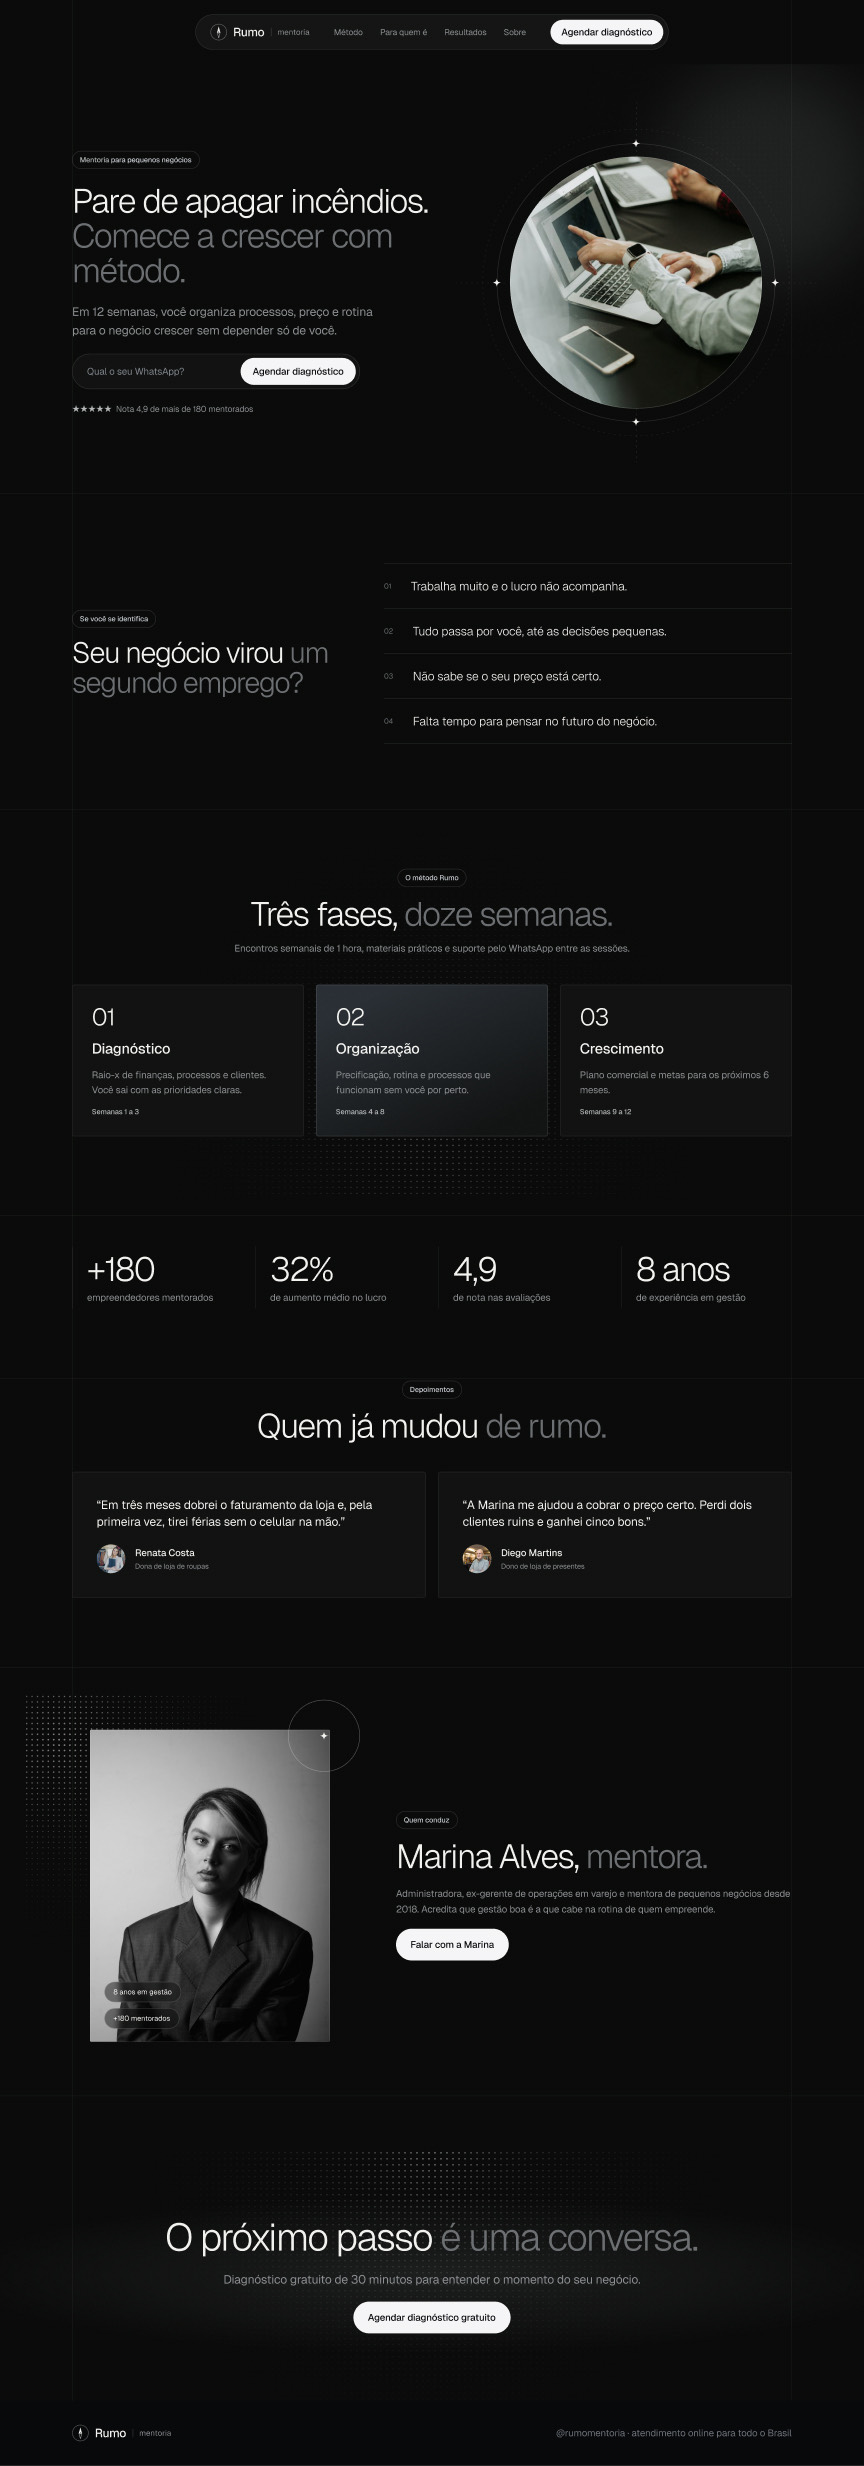 Rumo | mentoria Método Para quem é Resultados Sobre Agendar diagnóstico
Mentoria para pequenos negócios
Pare de apagar incêndios.
Comece a crescer com
método.
Em 12 semanas, você organiza processos, preço e rotina
para o negócio crescer sem depender só de você.
Qual o seu WhatsApp? Agendar diagnóstico
★★★★★ Nota 4,9 de mais de 180 mentorados
Se você se identifica
Seu negócio virou um
segundo emprego?
01 Trabalha muito e o lucro não acompanha.
02 Tudo passa por você, até as decisões pequenas.
03 Não sabe se o seu preço está certo.
04 Falta tempo para pensar no futuro do negócio.
O método Rumo
Três fases, doze semanas.
Encontros semanais de 1 hora, materiais práticos e suporte pelo WhatsApp entre as sessões.
01
Diagnóstico
Raio-x de finanças, processos e clientes.
Você sai com as prioridades claras.
Semanas 1 a 3
02
Organização
Precificação, rotina e processos que
funcionam sem você por perto.
Semanas 4 a 8
03
Crescimento
Plano comercial e metas para os próximos 6
meses.
Semanas 9 a 12
+180
empreendedores mentorados
32%
de aumento médio no lucro
4,9
de nota nas avaliações
8 anos
de experiência em gestão
Depoimentos
Quem já mudou de rumo.
“Em três meses dobrei o faturamento da loja e, pela
primeira vez, tirei férias sem o celular na mão.”
Renata Costa
Dona de loja de roupas
“A Marina me ajudou a cobrar o preço certo. Perdi dois
clientes ruins e ganhei cinco bons.”
Diego Martins
Dono de loja de presentes
8 anos em gestão
+180 mentorados
Quem conduz
Marina Alves, mentora.
Administradora, ex-gerente de operações em varejo e mentora de pequenos negócios desde
2018. Acredita que gestão boa é a que cabe na rotina de quem empreende.
Falar com a Marina
O próximo passo é uma conversa.
Diagnóstico gratuito de 30 minutos para entender o momento do seu negócio.
Agendar diagnóstico gratuito
Rumo | mentoria
@rumomentoria · atendimento online para todo o Brasil